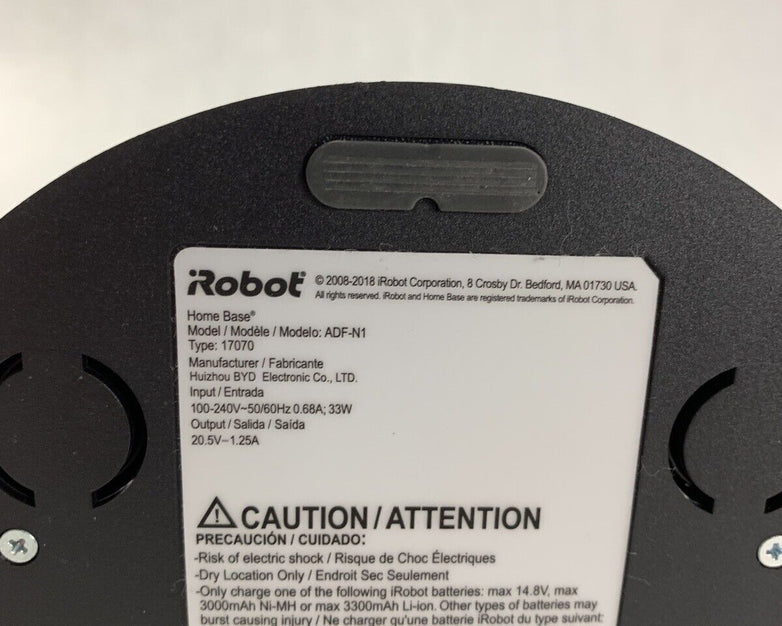 iRobot® © 2008-2018 iRobot Corporation, 8 Crosby Dr. Bedford, MA 01730 USA.
All rights reserved. iRobot and Home Base are registered trademarks of iRobot Corporation.
Home Base®
Model / Modèle / Modelo: ADF-N1
Type: 17070
Manufacturer / Fabricante
Huizhou BYD Electronic Co., LTD.
Input / Entrada
100-240V~50/60Hz 0.68A; 33W
Output / Salida / Saída
20.5V⎓1.25A
CAUTION / ATTENTION
PRECAUCIÓN / CUIDADO:
-Risk of electric shock / Risque de Choc Électriques
-Dry Location Only / Endroit Sec Seulement
-Only charge one of the following iRobot batteries: max 14.8V, max
3000mAh Ni-MH or max 3300mAh Li-ion. Other types of batteries may
burst causing injury / Ne charger qu'une batterie iRobot du type suivant: